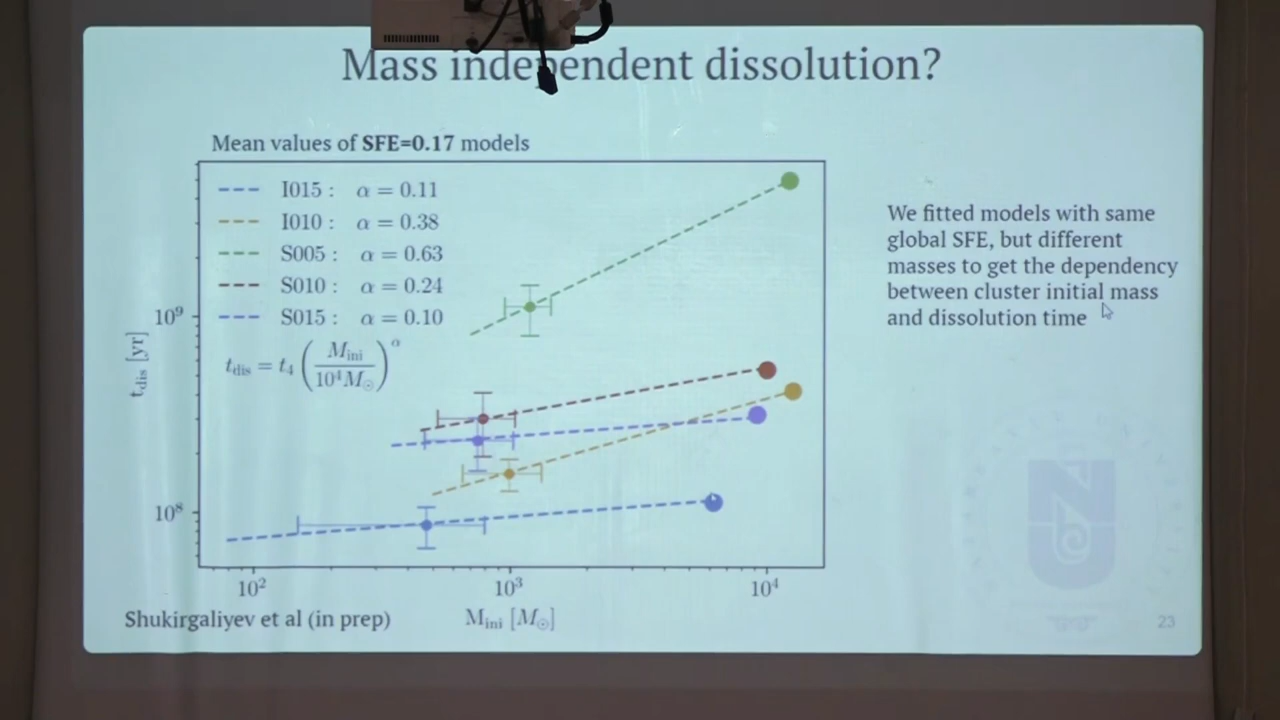 Mass independent dissolution?
Mean values of SFE=0.17 models
I015 : α = 0.11
I010 : α = 0.38
S005 : α = 0.63
S010 : α = 0.24
S015 : α = 0.10
t_dis = t_4 (M_ini / 10^4 M_⊙)^α
We fitted models with same
global SFE, but different
masses to get the dependency
between cluster initial mass
and dissolution time
t_dis [yr]
10^9
10^8
10^2 10^3 10^4
M_ini [M_⊙]
Shukirgaliyev et al (in prep)
23